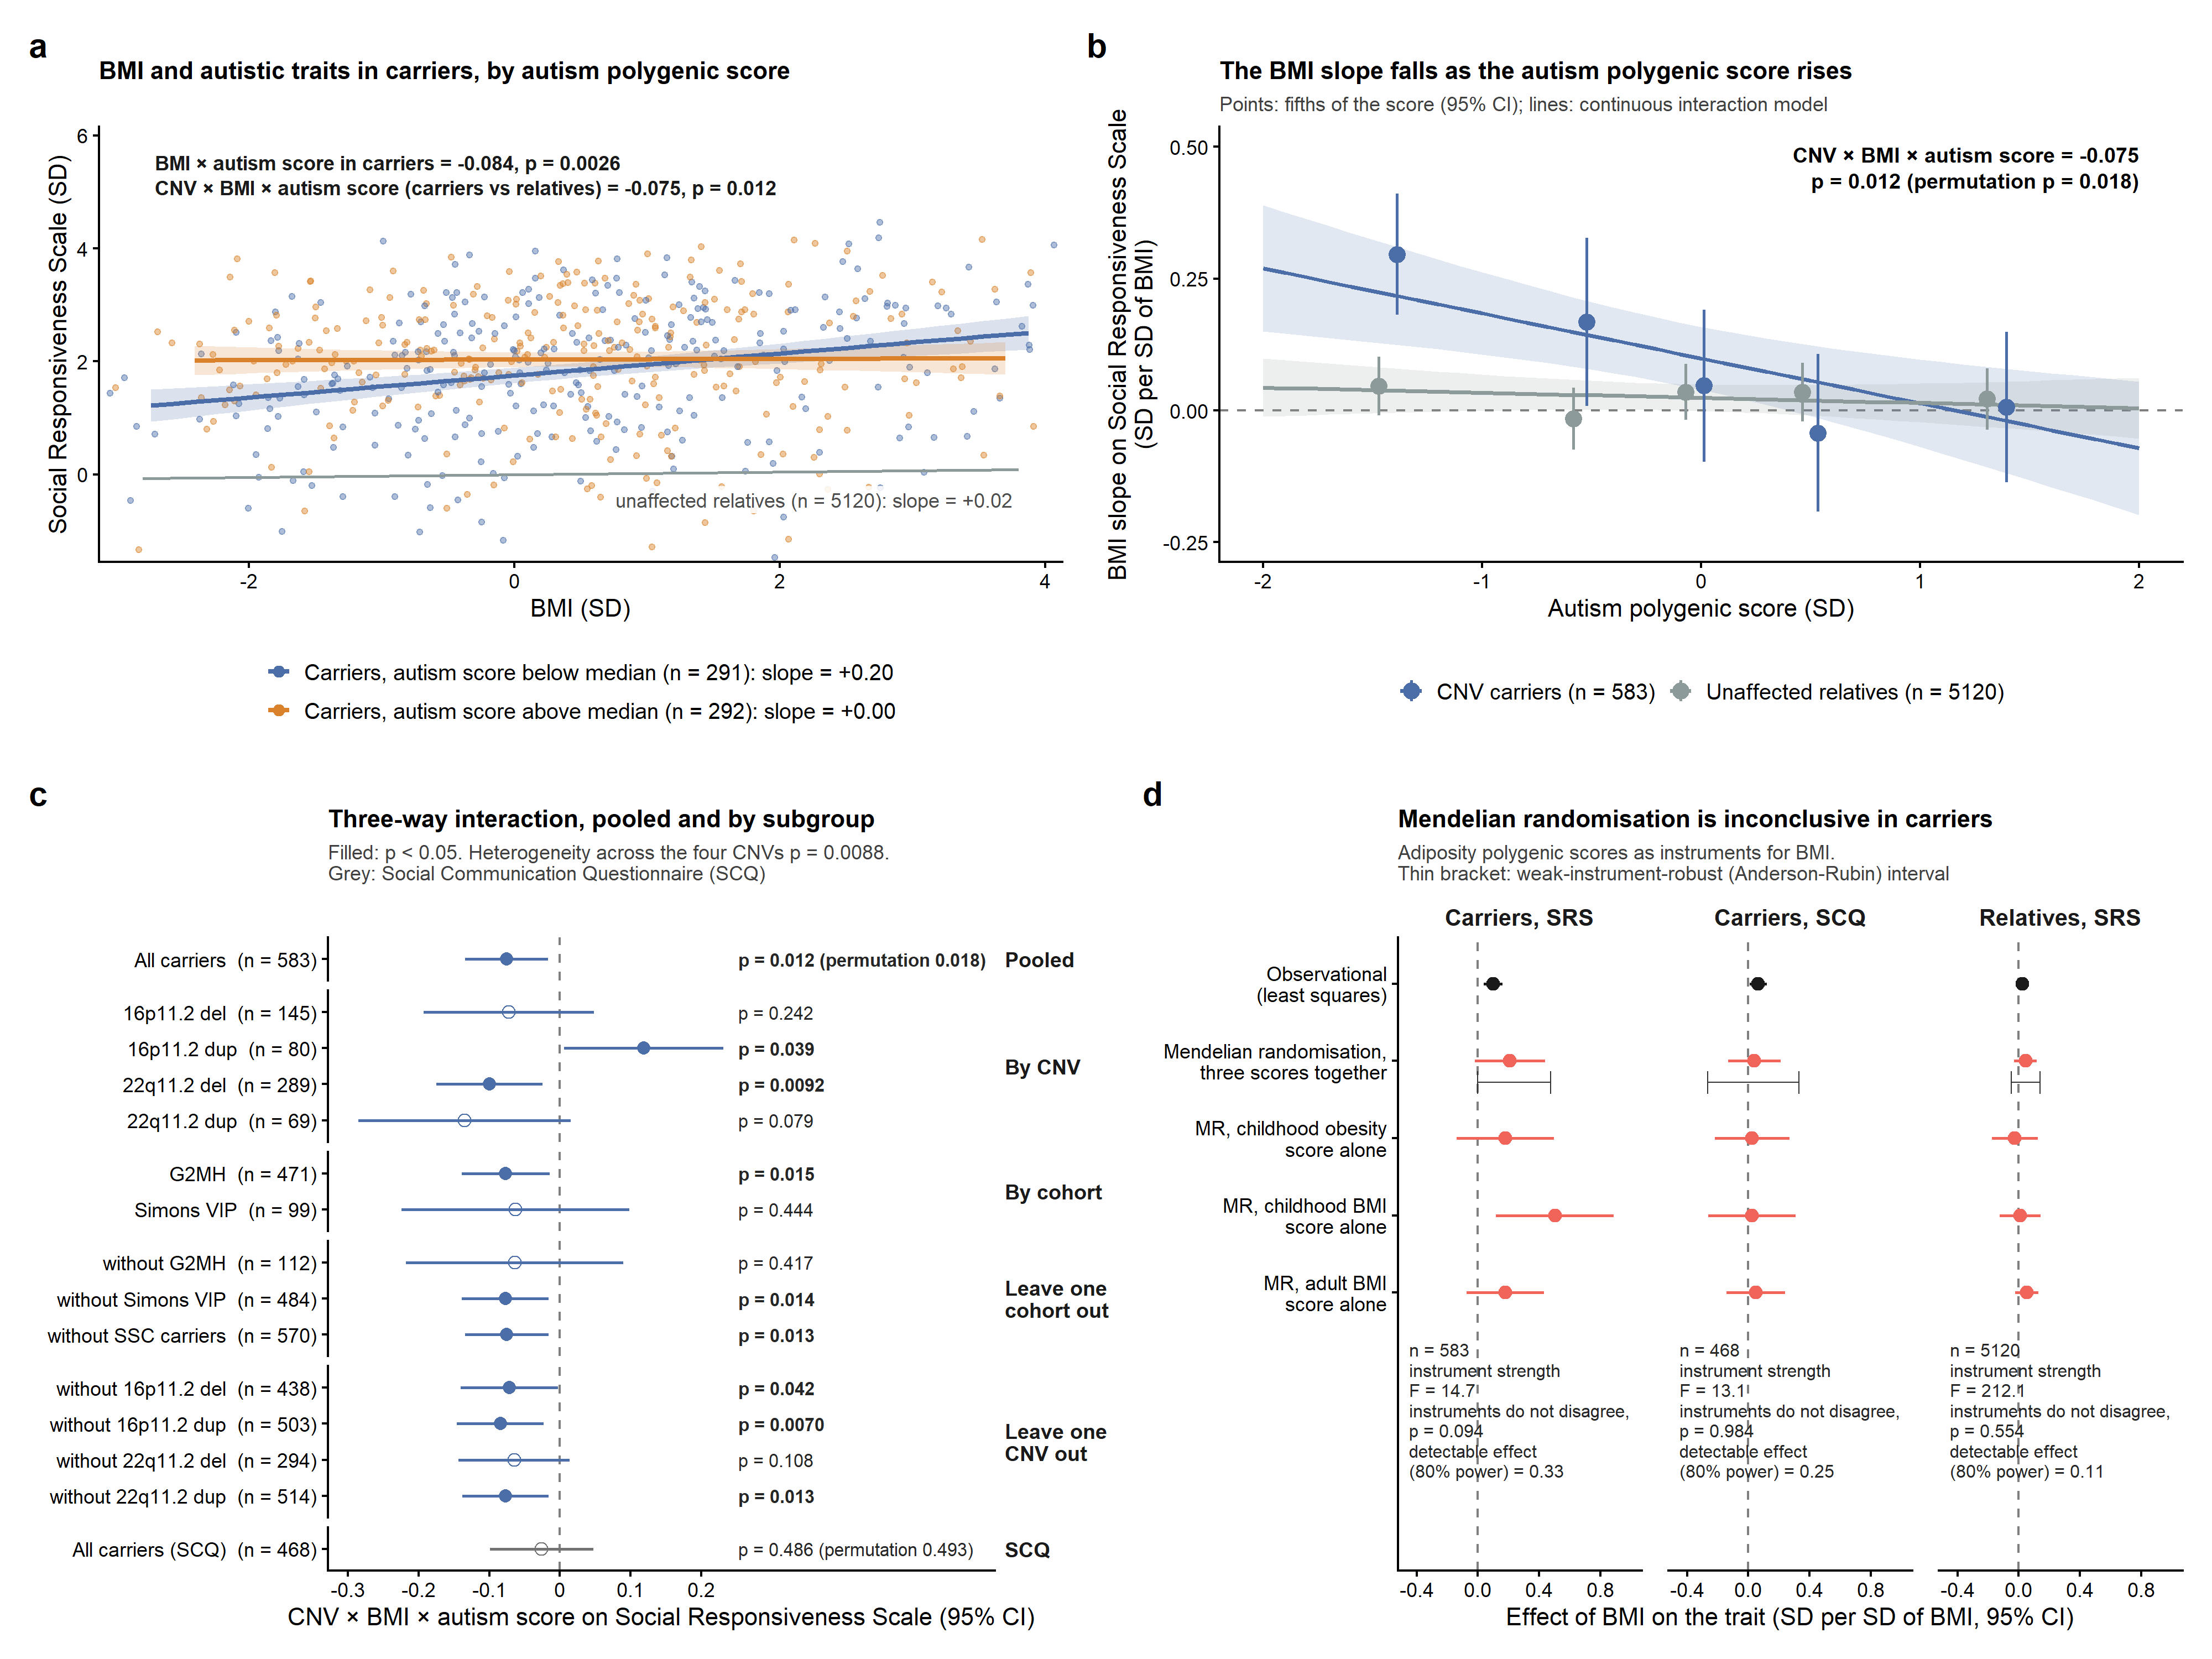 a
BMI and autistic traits in carriers, by autism polygenic score
Social Responsiveness Scale (SD)
6
4
2
0
BMI × autism score in carriers = -0.084, p = 0.0026
CNV × BMI × autism score (carriers vs relatives) = -0.075, p = 0.012
unaffected relatives (n = 5120): slope = +0.02
-2
0
2
4
BMI (SD)
Carriers, autism score below median (n = 291): slope = +0.20
Carriers, autism score above median (n = 292): slope = +0.00
b
The BMI slope falls as the autism polygenic score rises
Points: fifths of the score (95% CI); lines: continuous interaction model
BMI slope on Social Responsiveness Scale
(SD per SD of BMI)
0.50
0.25
0.00
-0.25
CNV × BMI × autism score = -0.075
p = 0.012 (permutation p = 0.018)
-2
-1
0
1
2
Autism polygenic score (SD)
CNV carriers (n = 583)
Unaffected relatives (n = 5120)
c
Three-way interaction, pooled and by subgroup
Filled: p < 0.05. Heterogeneity across the four CNVs p = 0.0088.
Grey: Social Communication Questionnaire (SCQ)
All carriers (n = 583)
p = 0.012 (permutation 0.018)
Pooled
16p11.2 del (n = 145)
p = 0.242
16p11.2 dup (n = 80)
p = 0.039
By CNV
22q11.2 del (n = 289)
p = 0.0092
22q11.2 dup (n = 69)
p = 0.079
G2MH (n = 471)
p = 0.015
By cohort
Simons VIP (n = 99)
p = 0.444
without G2MH (n = 112)
p = 0.417
Leave one
cohort out
without Simons VIP (n = 484)
p = 0.014
without SSC carriers (n = 570)
p = 0.013
without 16p11.2 del (n = 438)
p = 0.042
without 16p11.2 dup (n = 503)
p = 0.0070
Leave one
CNV out
without 22q11.2 del (n = 294)
p = 0.108
without 22q11.2 dup (n = 514)
p = 0.013
All carriers (SCQ) (n = 468)
p = 0.486 (permutation 0.493)
SCQ
-0.3
-0.2
-0.1
0
0.1
0.2
CNV × BMI × autism score on Social Responsiveness Scale (95% CI)
d
Mendelian randomisation is inconclusive in carriers
Adiposity polygenic scores as instruments for BMI.
Thin bracket: weak-instrument-robust (Anderson-Rubin) interval
Carriers, SRS
Carriers, SCQ
Relatives, SRS
Observational
(least squares)
Mendelian randomisation,
three scores together
MR, childhood obesity
score alone
MR, childhood BMI
score alone
MR, adult BMI
score alone
n = 583
instrument strength
F = 14.7
instruments do not disagree,
p = 0.094
detectable effect
(80% power) = 0.33
n = 468
instrument strength
F = 13.1
instruments do not disagree,
p = 0.984
detectable effect
(80% power) = 0.25
n = 5120
instrument strength
F = 212.1
instruments do not disagree,
p = 0.554
detectable effect
(80% power) = 0.11
-0.4
0.0
0.4
0.8
-0.4
0.0
0.4
0.8
-0.4
0.0
0.4
0.8
Effect of BMI on the trait (SD per SD of BMI, 95% CI)